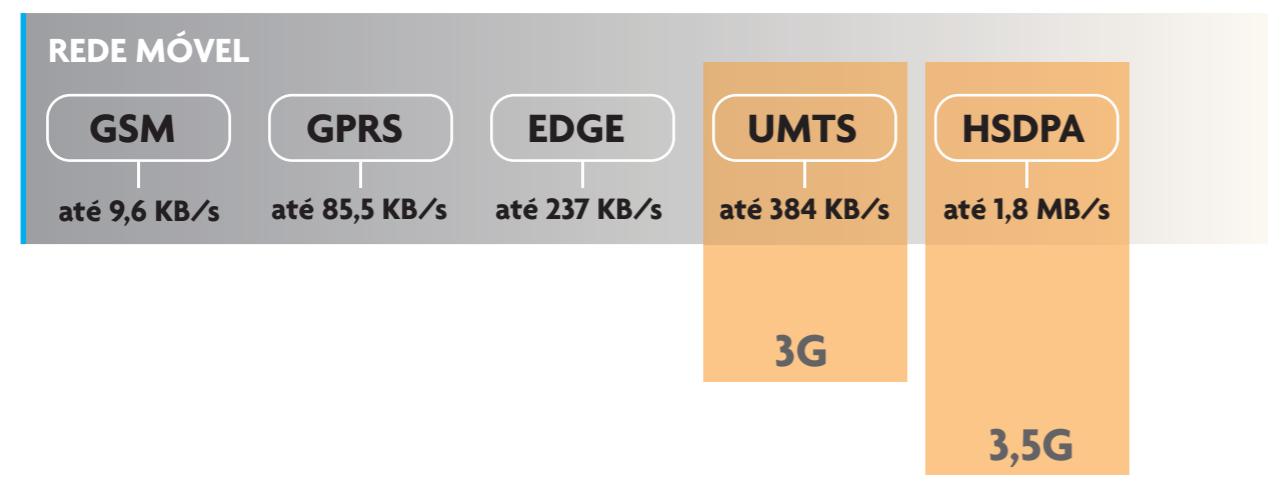 REDE MÓVEL
GSM
GPRS
EDGE
UMTS
HSDPA
até 9,6 KB/s
até 85,5 KB/s
até 237 KB/s
até 384 KB/s
até 1,8 MB/s
3G
3,5G